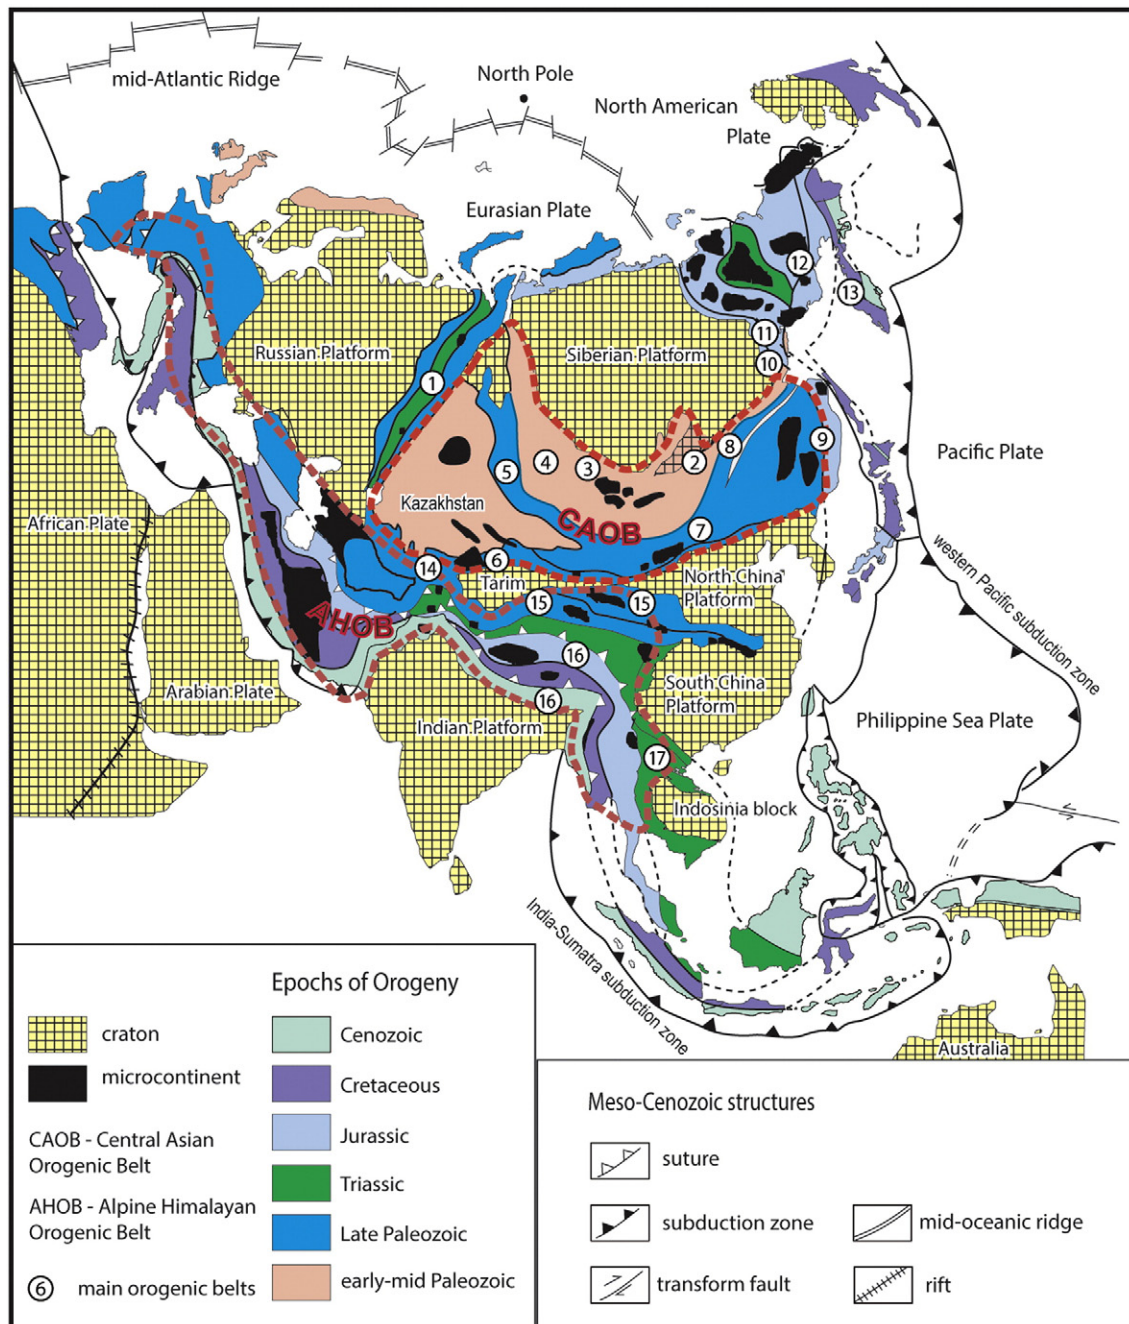 mid-Atlantic Ridge
North Pole
North American
Plate
Eurasian Plate
Russian Platform
Siberian Platform
12
13
11
10
1
2
3
4
5
8
9
Kazakhstan
CAOB
7
6
14
Tarim
15
15
North China
Platform
Pacific Plate
western Pacific subduction zone
African Plate
AHOB
16
16
Arabian Plate
Indian Platform
South China
Platform
Philippine Sea Plate
17
Indosinia block
India-Sumatra subduction zone
Australia
craton
microcontinent
CAOB - Central Asian
Orogenic Belt
AHOB - Alpine Himalayan
Orogenic Belt
6 main orogenic belts
Epochs of Orogeny
Cenozoic
Cretaceous
Jurassic
Triassic
Late Paleozoic
early-mid Paleozoic
Meso-Cenozoic structures
suture
subduction zone
mid-oceanic ridge
transform fault
rift